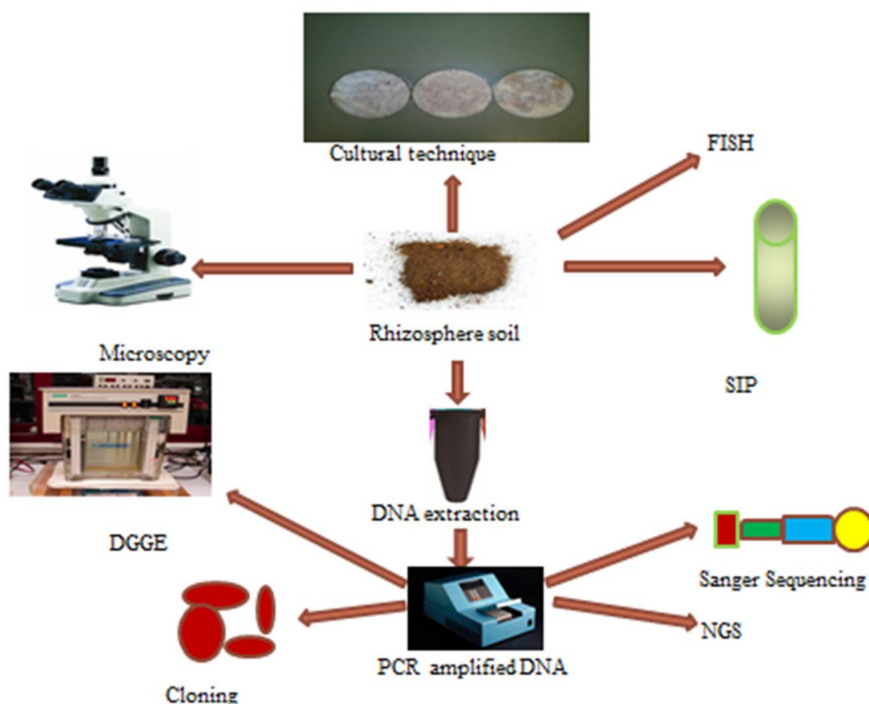 Cultural technique
FISH
Rhizosphere soil
Microscopy
SIP
DNA extraction
DGGE
Sanger Sequencing
NGS
PCR amplified DNA
Cloning